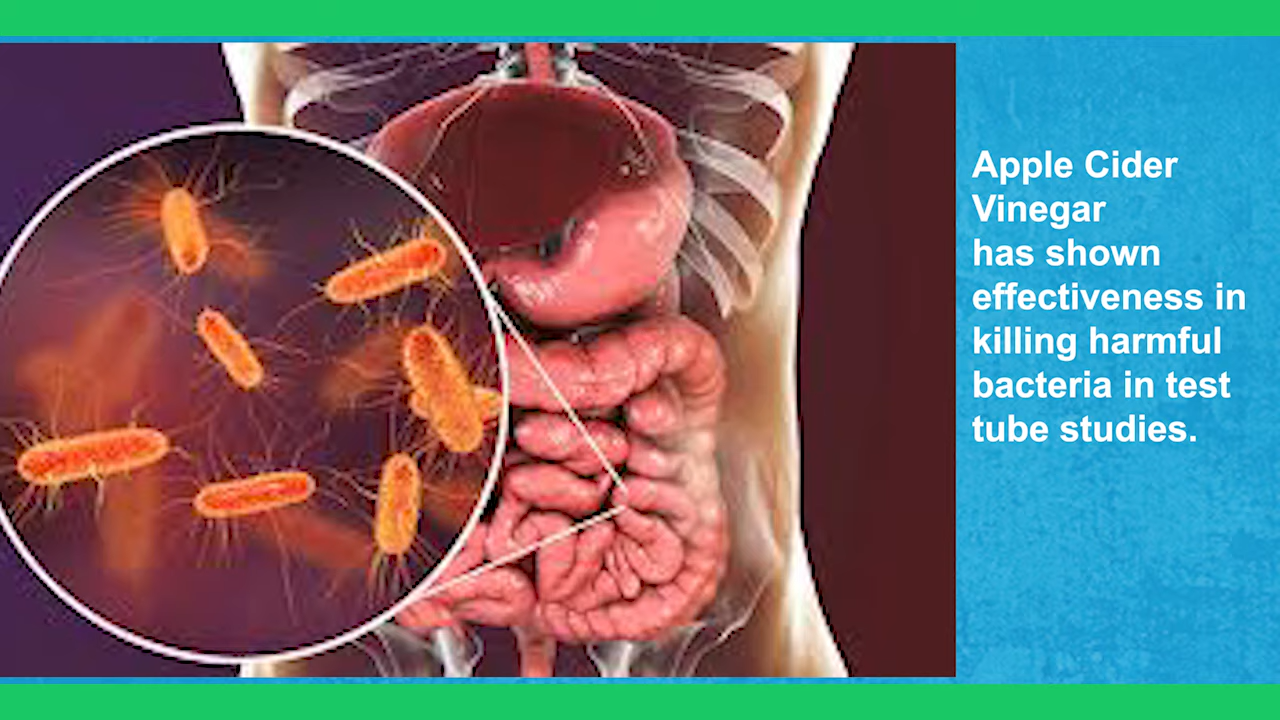 Apple Cider
Vinegar
has shown
effectiveness in
killing harmful
bacteria in test
tube studies.